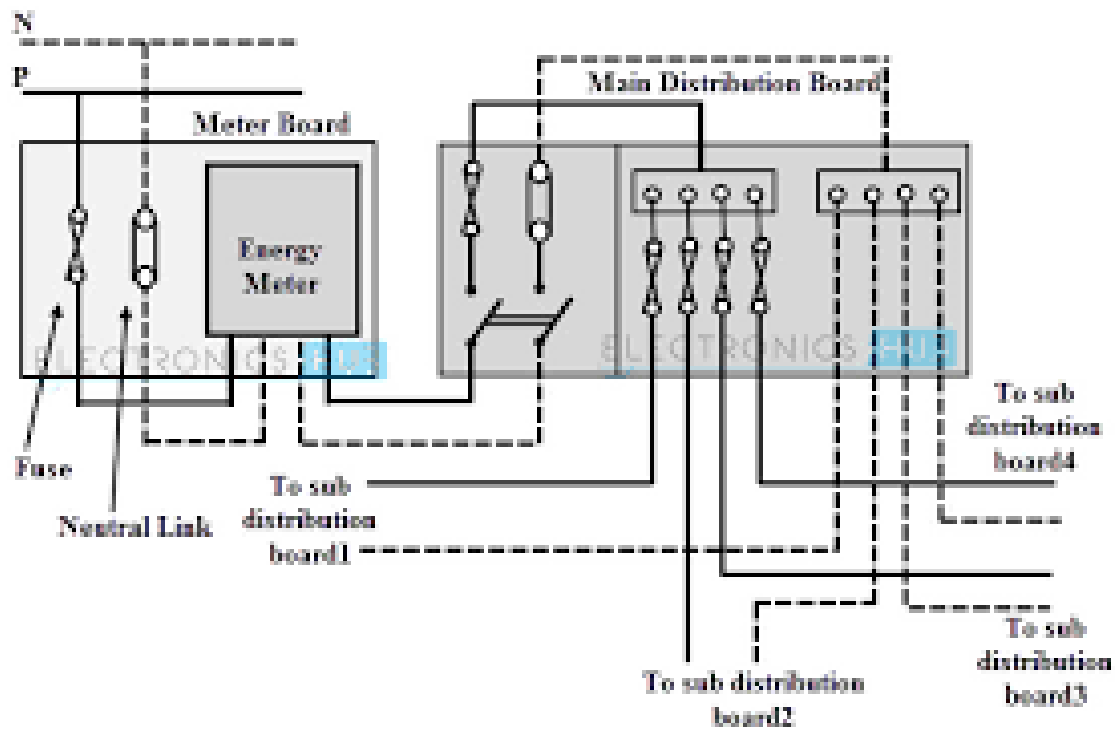 N
P
Main Distribution Board
Meter Board
Energy
Meter
ELECTRONICS HUB
ELECTRONICS HUB
Fuse
Neutral Link
To sub
distribution
board1
To sub
distribution
board4
To sub distribution
board2
To sub
distribution
board3